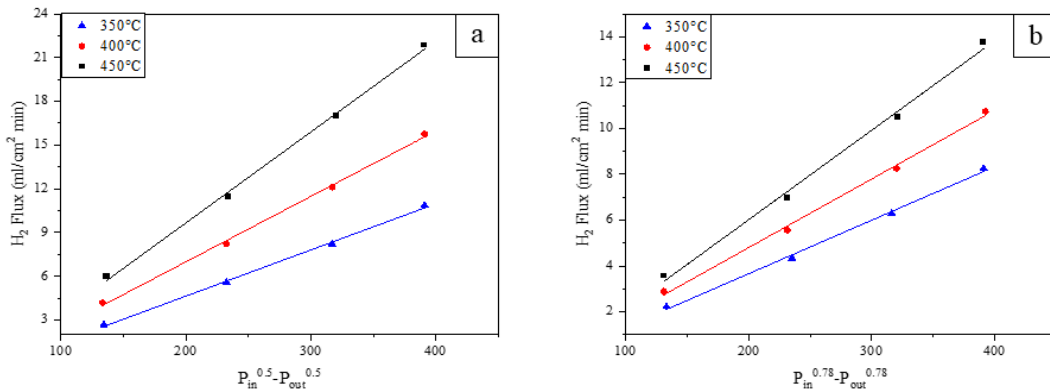 a
350°C
400°C
450°C
H2 Flux (ml/cm2 min)
24
21
18
15
12
9
6
3
100
200
300
400
Pin0.5-Pout0.5
b
350°C
400°C
450°C
H2 Flux (ml/cm2 min)
14
12
10
8
6
4
2
100
200
300
400
Pin0.78-Pout0.78